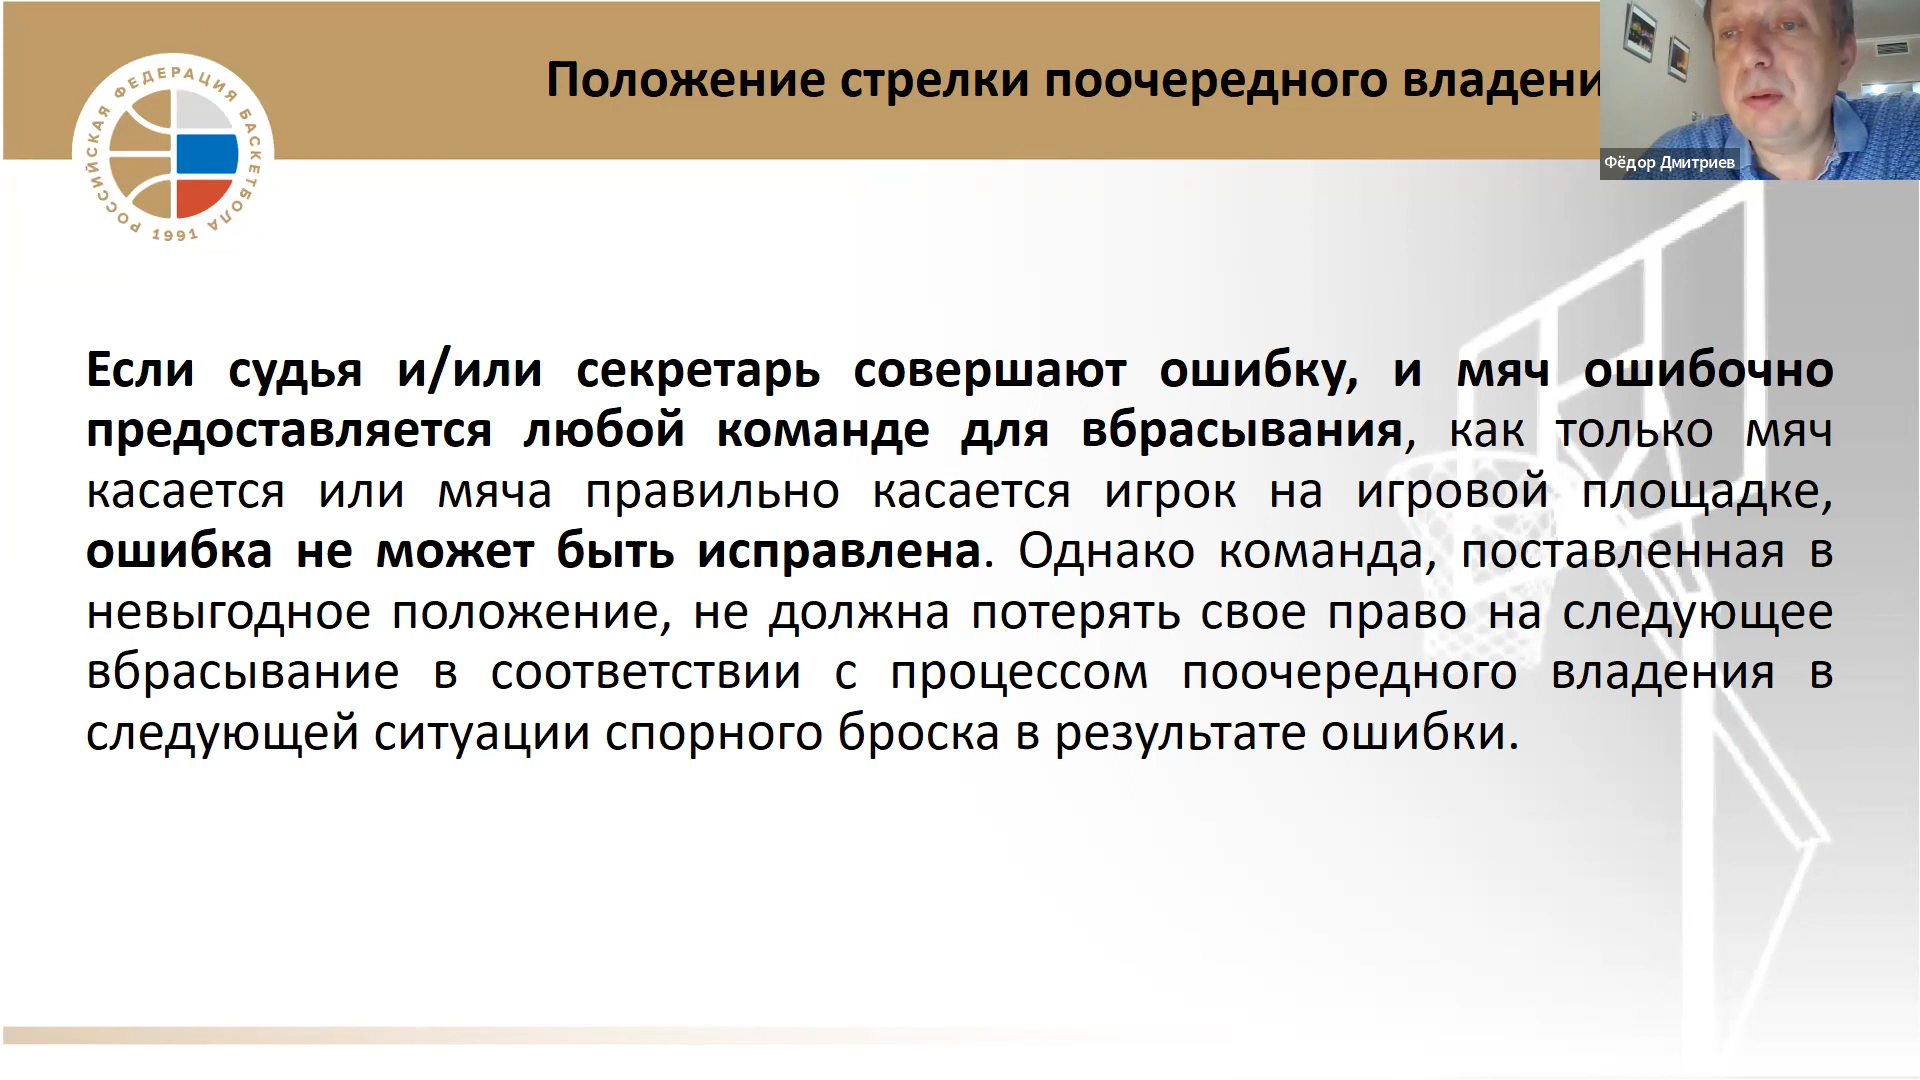 Положение стрелки поочередного владени
Фёдор Дмитриев
РОССИЙСКАЯ ФЕДЕРАЦИЯ БАСКЕТБОЛА
1991
Если судья и/или секретарь совершают ошибку, и мяч ошибочно
предоставляется любой команде для вбрасывания, как только мяч
касается или мяча правильно касается игрок на игровой площадке,
ошибка не может быть исправлена. Однако команда, поставленная в
невыгодное положение, не должна потерять свое право на следующее
вбрасывание в соответствии с процессом поочередного владения в
следующей ситуации спорного броска в результате ошибки.